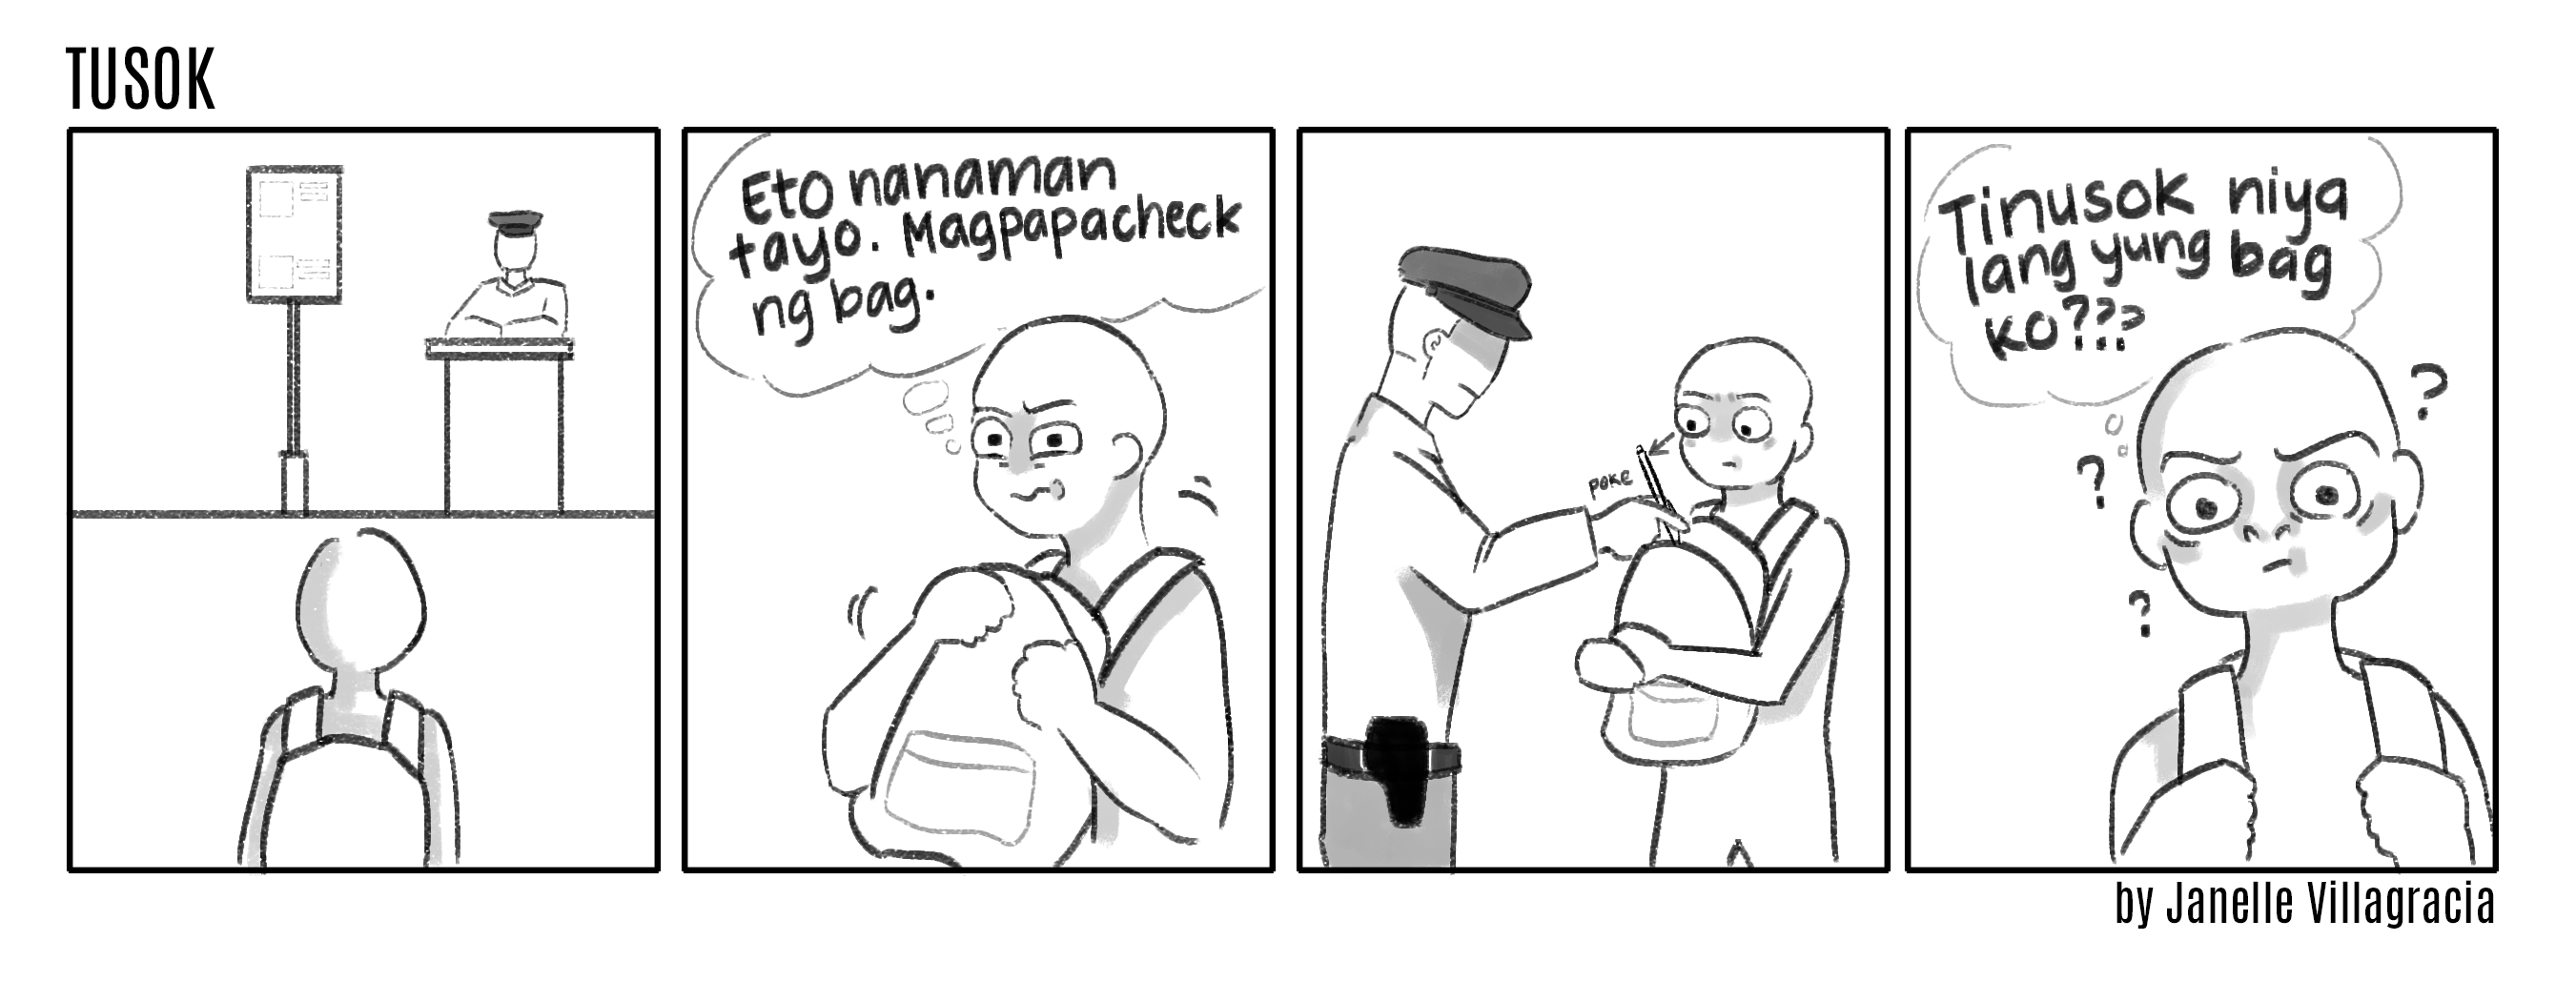 TUSOK
Eto nanaman
tayo. Magpapacheck
ng bag.
poke
Tinusok niya
lang yung bag
ko???
?
?
?
by Janelle Villagracia